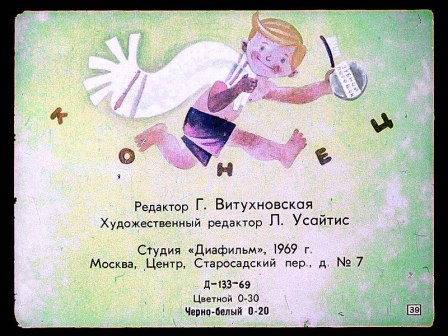 КОНЕЦ
Редактор Г. Витухновская
Художественный редактор Л. Усайтис
Студия «Диафильм», 1969 г.
Москва, Центр, Старосадский пер., д. № 7
Д-133-69
Цветной 0-30
Черно-белый 0-20
39